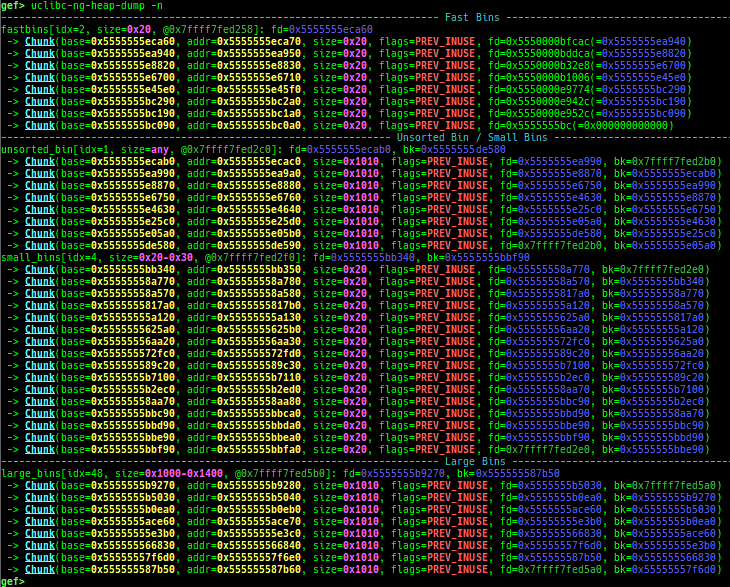 gef> uclibc-ng-heap-dump -n
Fast Bins
fastbins[idx=2, size=0x20, @0x7ffff7fed258]: fd=0x5555555eca60
-> Chunk(base=0x5555555eca60, addr=0x5555555eca70, size=0x20, flags=PREV_INUSE, fd=0x5550000bfcac(=0x5555555ea940)
-> Chunk(base=0x5555555ea940, addr=0x5555555ea950, size=0x20, flags=PREV_INUSE, fd=0x5550000bddca(=0x5555555e8820)
-> Chunk(base=0x5555555e8820, addr=0x5555555e8830, size=0x20, flags=PREV_INUSE, fd=0x5550000b32e8(=0x5555555e6700)
-> Chunk(base=0x5555555e6700, addr=0x5555555e6710, size=0x20, flags=PREV_INUSE, fd=0x5550000b1006(=0x5555555e45e0)
-> Chunk(base=0x5555555e45e0, addr=0x5555555e45f0, size=0x20, flags=PREV_INUSE, fd=0x5550000e9774(=0x5555555bc290)
-> Chunk(base=0x5555555bc290, addr=0x5555555bc2a0, size=0x20, flags=PREV_INUSE, fd=0x5550000e942c(=0x5555555bc190)
-> Chunk(base=0x5555555bc190, addr=0x5555555bc1a0, size=0x20, flags=PREV_INUSE, fd=0x5550000e952c(=0x5555555bc090)
-> Chunk(base=0x5555555bc090, addr=0x5555555bc0a0, size=0x20, flags=PREV_INUSE, fd=0x5555555bc(=0x000000000000)
Unsorted Bin / Small Bins
unsorted_bin[idx=1, size=any, @0x7ffff7fed2c0]: fd=0x5555555ecab0, bk=0x5555555de580
-> Chunk(base=0x5555555ecab0, addr=0x5555555ecac0, size=0x1010, flags=PREV_INUSE, fd=0x5555555ea990, bk=0x7ffff7fed2b0)
-> Chunk(base=0x5555555ea990, addr=0x5555555ea9a0, size=0x1010, flags=PREV_INUSE, fd=0x5555555e8870, bk=0x5555555ecab0)
-> Chunk(base=0x5555555e8870, addr=0x5555555e8880, size=0x1010, flags=PREV_INUSE, fd=0x5555555e6750, bk=0x5555555ea990)
-> Chunk(base=0x5555555e6750, addr=0x5555555e6760, size=0x1010, flags=PREV_INUSE, fd=0x5555555e4630, bk=0x5555555e8870)
-> Chunk(base=0x5555555e4630, addr=0x5555555e4640, size=0x1010, flags=PREV_INUSE, fd=0x5555555e25c0, bk=0x5555555e6750)
-> Chunk(base=0x5555555e25c0, addr=0x5555555e25d0, size=0x1010, flags=PREV_INUSE, fd=0x5555555e05a0, bk=0x5555555e4630)
-> Chunk(base=0x5555555e05a0, addr=0x5555555e05b0, size=0x1010, flags=PREV_INUSE, fd=0x5555555de580, bk=0x5555555e25c0)
-> Chunk(base=0x5555555de580, addr=0x5555555de590, size=0x1010, flags=PREV_INUSE, fd=0x7ffff7fed2b0, bk=0x5555555e05a0)
small_bins[idx=4, size=0x20-0x30, @0x7ffff7fed2f0]: fd=0x5555555bb340, bk=0x5555555bbf90
-> Chunk(base=0x5555555bb340, addr=0x5555555bb350, size=0x20, flags=PREV_INUSE, fd=0x55555558a770, bk=0x7ffff7fed2e0)
-> Chunk(base=0x55555558a770, addr=0x55555558a780, size=0x20, flags=PREV_INUSE, fd=0x55555558a570, bk=0x5555555bb340)
-> Chunk(base=0x55555558a570, addr=0x55555558a580, size=0x20, flags=PREV_INUSE, fd=0x5555555817a0, bk=0x55555558a770)
-> Chunk(base=0x5555555817a0, addr=0x5555555817b0, size=0x20, flags=PREV_INUSE, fd=0x55555555a120, bk=0x55555558a570)
-> Chunk(base=0x55555555a120, addr=0x55555555a130, size=0x20, flags=PREV_INUSE, fd=0x5555555625a0, bk=0x5555555817a0)
-> Chunk(base=0x5555555625a0, addr=0x5555555625b0, size=0x20, flags=PREV_INUSE, fd=0x55555556aa20, bk=0x55555555a120)
-> Chunk(base=0x55555556aa20, addr=0x55555556aa30, size=0x20, flags=PREV_INUSE, fd=0x555555572fc0, bk=0x5555555625a0)
-> Chunk(base=0x555555572fc0, addr=0x555555572fd0, size=0x20, flags=PREV_INUSE, fd=0x555555589c20, bk=0x55555556aa20)
-> Chunk(base=0x555555589c20, addr=0x555555589c30, size=0x20, flags=PREV_INUSE, fd=0x5555555b7100, bk=0x555555572fc0)
-> Chunk(base=0x5555555b7100, addr=0x5555555b7110, size=0x20, flags=PREV_INUSE, fd=0x5555555b2ec0, bk=0x555555589c20)
-> Chunk(base=0x5555555b2ec0, addr=0x5555555b2ed0, size=0x20, flags=PREV_INUSE, fd=0x55555558aa70, bk=0x5555555b7100)
-> Chunk(base=0x55555558aa70, addr=0x55555558aa80, size=0x20, flags=PREV_INUSE, fd=0x5555555bbc90, bk=0x5555555b2ec0)
-> Chunk(base=0x5555555bbc90, addr=0x5555555bbca0, size=0x20, flags=PREV_INUSE, fd=0x5555555bbd90, bk=0x55555558aa70)
-> Chunk(base=0x5555555bbd90, addr=0x5555555bbda0, size=0x20, flags=PREV_INUSE, fd=0x5555555bbe90, bk=0x5555555bbc90)
-> Chunk(base=0x5555555bbe90, addr=0x5555555bbea0, size=0x20, flags=PREV_INUSE, fd=0x5555555bbf90, bk=0x5555555bbd90)
-> Chunk(base=0x5555555bbf90, addr=0x5555555bbfa0, size=0x20, flags=PREV_INUSE, fd=0x7ffff7fed2e0, bk=0x5555555bbe90)
Large Bins
large_bins[idx=48, size=0x1000-0x1400, @0x7ffff7fed5b0]: fd=0x5555555b9270, bk=0x555555587b50
-> Chunk(base=0x5555555b9270, addr=0x5555555b9280, size=0x1010, flags=PREV_INUSE, fd=0x5555555b5030, bk=0x7ffff7fed5a0)
-> Chunk(base=0x5555555b5030, addr=0x5555555b5040, size=0x1010, flags=PREV_INUSE, fd=0x5555555b0ea0, bk=0x5555555b9270)
-> Chunk(base=0x5555555b0ea0, addr=0x5555555b0eb0, size=0x1010, flags=PREV_INUSE, fd=0x5555555ace60, bk=0x5555555b5030)
-> Chunk(base=0x5555555ace60, addr=0x5555555ace70, size=0x1010, flags=PREV_INUSE, fd=0x55555555e3b0, bk=0x5555555b0ea0)
-> Chunk(base=0x55555555e3b0, addr=0x55555555e3c0, size=0x1010, flags=PREV_INUSE, fd=0x555555566830, bk=0x5555555ace60)
-> Chunk(base=0x555555566830, addr=0x555555566840, size=0x1010, flags=PREV_INUSE, fd=0x55555557f6d0, bk=0x55555555e3b0)
-> Chunk(base=0x55555557f6d0, addr=0x55555557f6e0, size=0x1010, flags=PREV_INUSE, fd=0x555555587b50, bk=0x555555566830)
-> Chunk(base=0x555555587b50, addr=0x555555587b60, size=0x1010, flags=PREV_INUSE, fd=0x7ffff7fed5a0, bk=0x55555557f6d0)
gef>